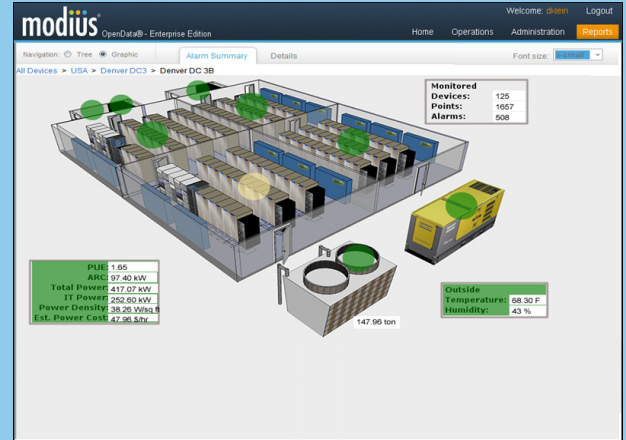 modius OpenData® - Enterprise Edition
Welcome: dklein Logout
Home Operations Administration Reports
Navigation: Tree Graphic
Alarm Summary Details
Font size: x-small
All Devices > USA > Denver DC3 > Denver DC 3B
Monitored
Devices: 125
Points: 1657
Alarms: 508
PUE: 1.65
ARC: 97.40 kW
Total Power: 417.07 kW
IT Power: 252.60 kW
Power Density: 38.26 W/sq ft
Est. Power Cost: 47.96 $/hr
147.96 ton
Outside
Temperature: 68.30 F
Humidity: 43 %